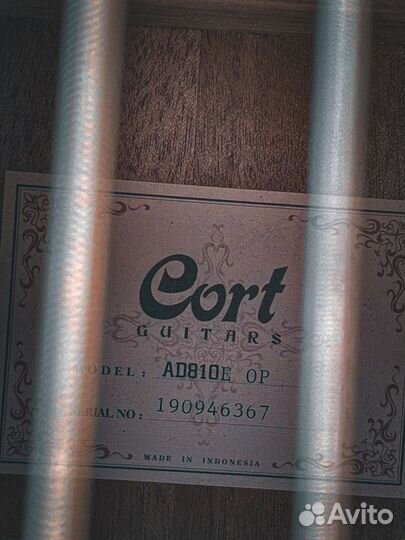 Cort
GUITARS
MODEL: AD810E OP
SERIAL NO: 190946367
MADE IN INDONESIA
Avito